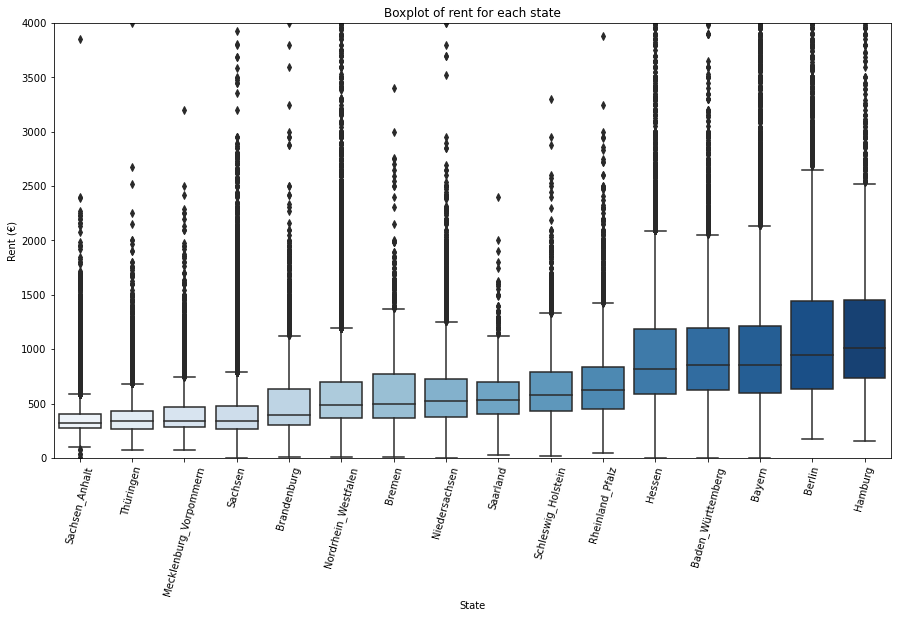 Boxplot of rent for each state
4000
3500
3000
2500
2000
1500
1000
500
0
Rent (€)
Sachsen_Anhalt
Thüringen
Mecklenburg_Vorpommern
Sachsen
Brandenburg
Nordrhein_Westfalen
Bremen
Niedersachsen
Saarland
Schleswig_Holstein
Rheinland_Pfalz
Hessen
Baden_Württemberg
Bayern
Berlin
Hamburg
State